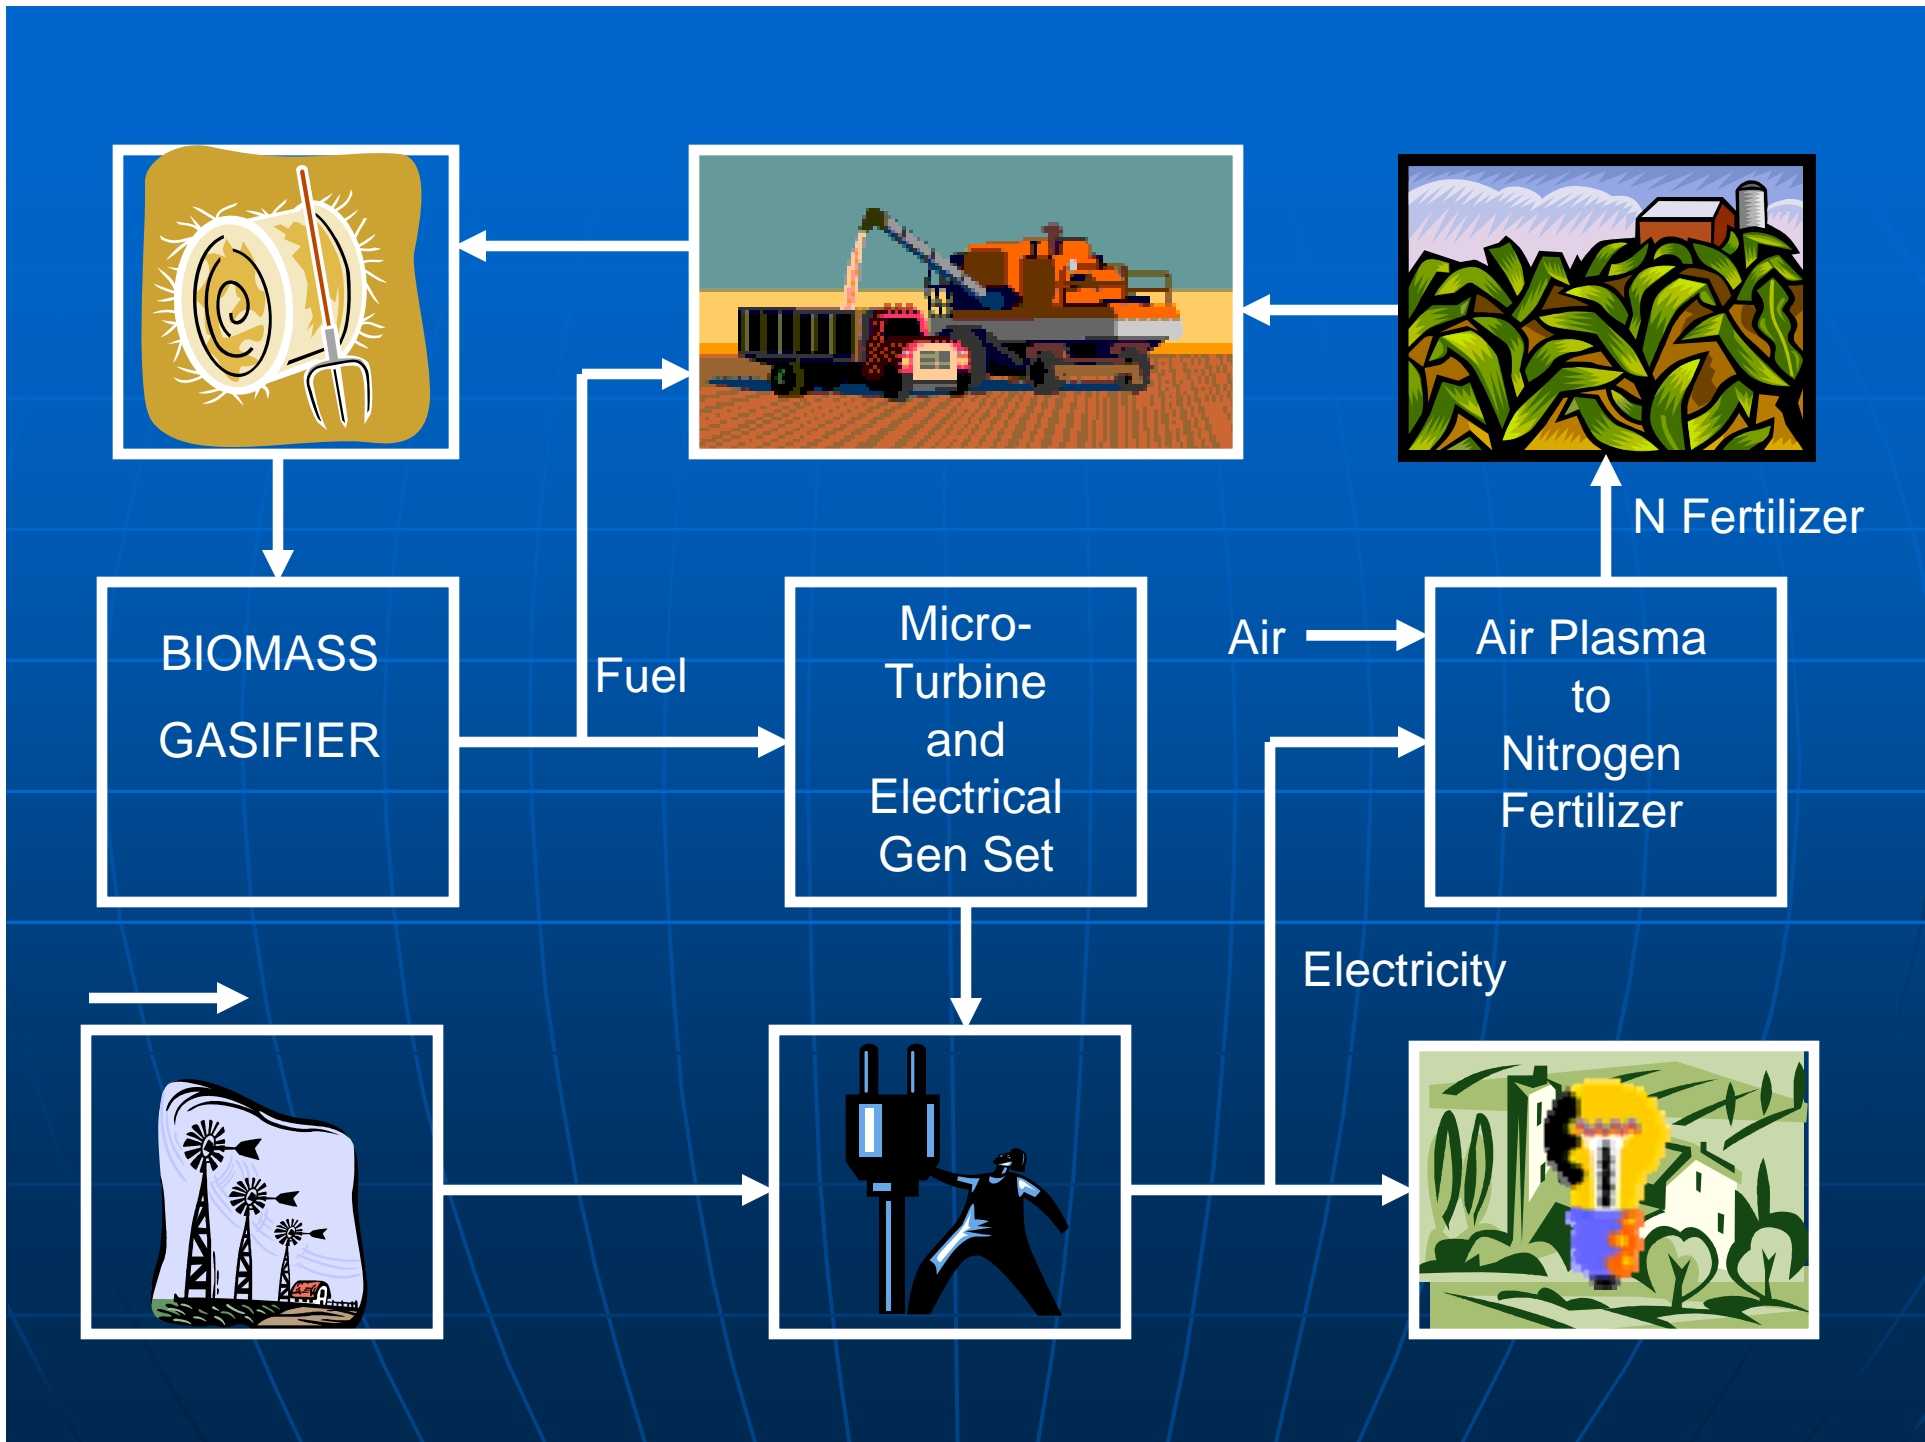 N Fertilizer
BIOMASS
GASIFIER
Fuel
Micro-
Turbine
and
Electrical
Gen Set
Air
Air Plasma
to
Nitrogen
Fertilizer
Electricity